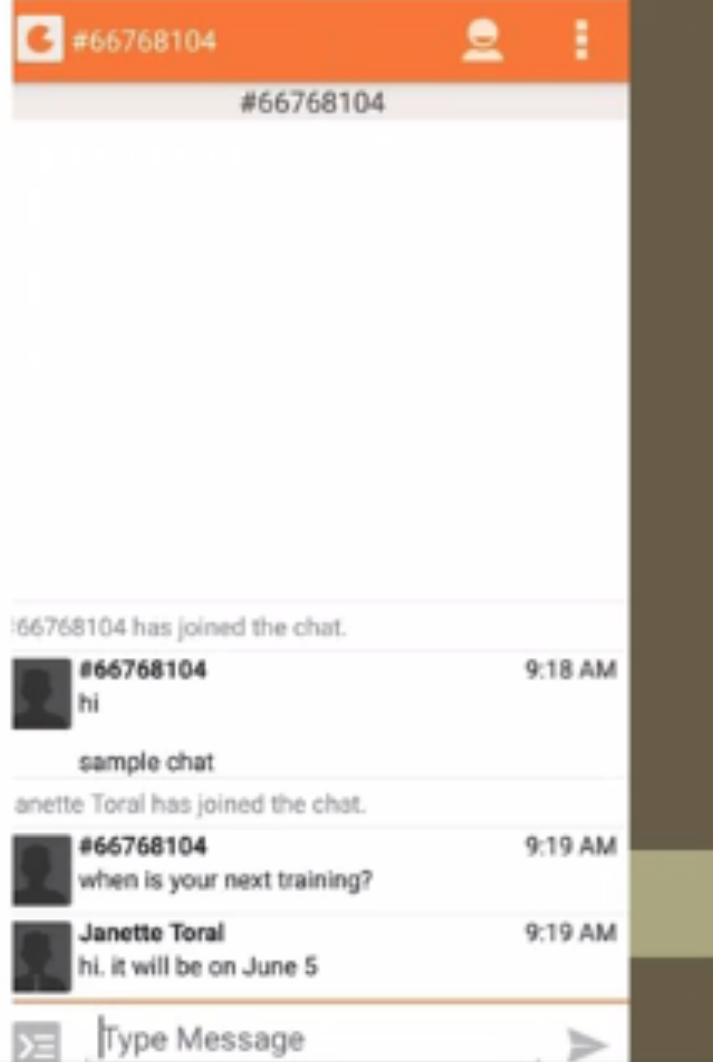 #66768104
#66768104
66768104 has joined the chat.
#66768104 9:18 AM
hi
sample chat
anette Toral has joined the chat.
#66768104 9:19 AM
when is your next training?
Janette Toral 9:19 AM
hi. it will be on June 5
Type Message